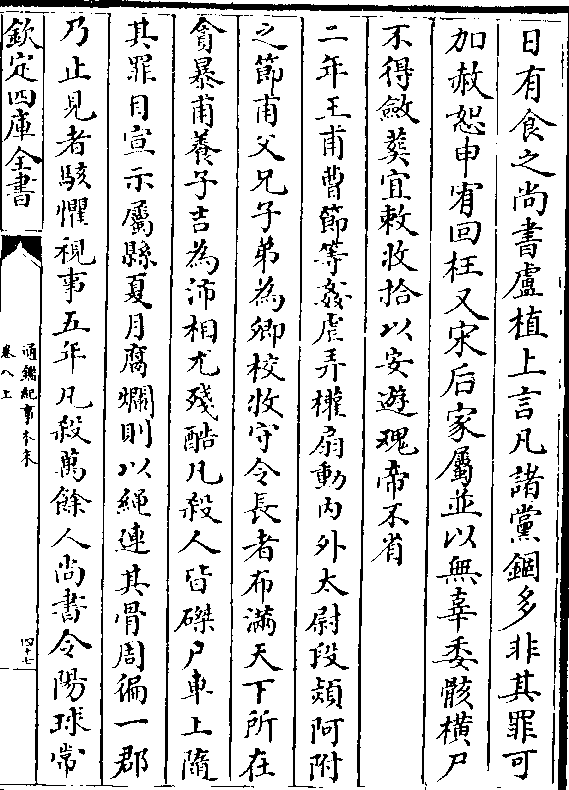 日有食之尚書盧植上言凡諸黨錮多非其罪可
加赦恕申宥回枉又宋后家屬並以無辜委骸橫尸
不得斂葬宜敕收拾以安遊魂帝不省
二年王甫曹節等姦虐弄權扇動內外太尉段熲阿附
之節甫父兄子弟為卿校牧守令長者布滿天下所在
貪暴甫養子吉為沛相尤殘酷凡殺人皆磔尸車上隨
其罪目宣示屬縣夏月腐爛則以繩連其骨周徧一郡
乃止見者駭懼視事五年凡殺萬餘人尚書令陽球常
欽定四庫全書
通鑑紀事本末
卷八上
四十七